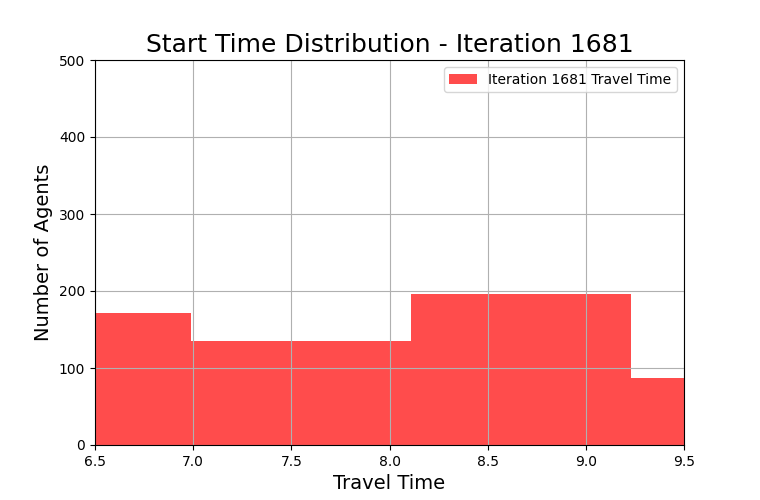 Start Time Distribution - Iteration 1681
Iteration 1681 Travel Time
Number of Agents
500
400
300
200
100
0
6.5 7.0 7.5 8.0 8.5 9.0 9.5
Travel Time